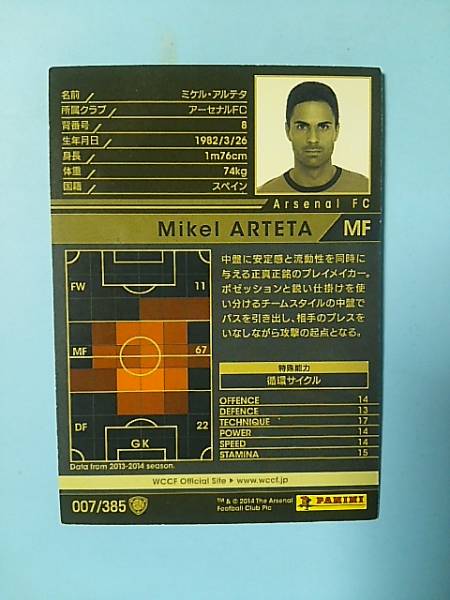 名前 ミケル・アルテタ
所属クラブ アーセナルFC
背番号 8
生年月日 1982/3/26
身長 1m76cm
体重 74kg
国籍 スペイン
Arsenal FC
Mikel ARTETA MF
中盤に安定感と流動性を同時に
与える正真正銘のプレイメイカー。
ポゼッションと鋭い仕掛けを使
い分けるチームスタイルの中盤で
パスを引き出し、相手のプレスを
いなしながら攻撃の起点となる。
FW 11
MF 67
DF 22
GK
Data from 2013-2014 season.
特殊能力
循環サイクル
OFFENCE 14
DEFENCE 13
TECHNIQUE 17
POWER 14
SPEED 14
STAMINA 15
WCCF Official Site ▶ www.wccf.jp
007/385
™ & © 2014 The Arsenal
Football Club Plc
PANINI